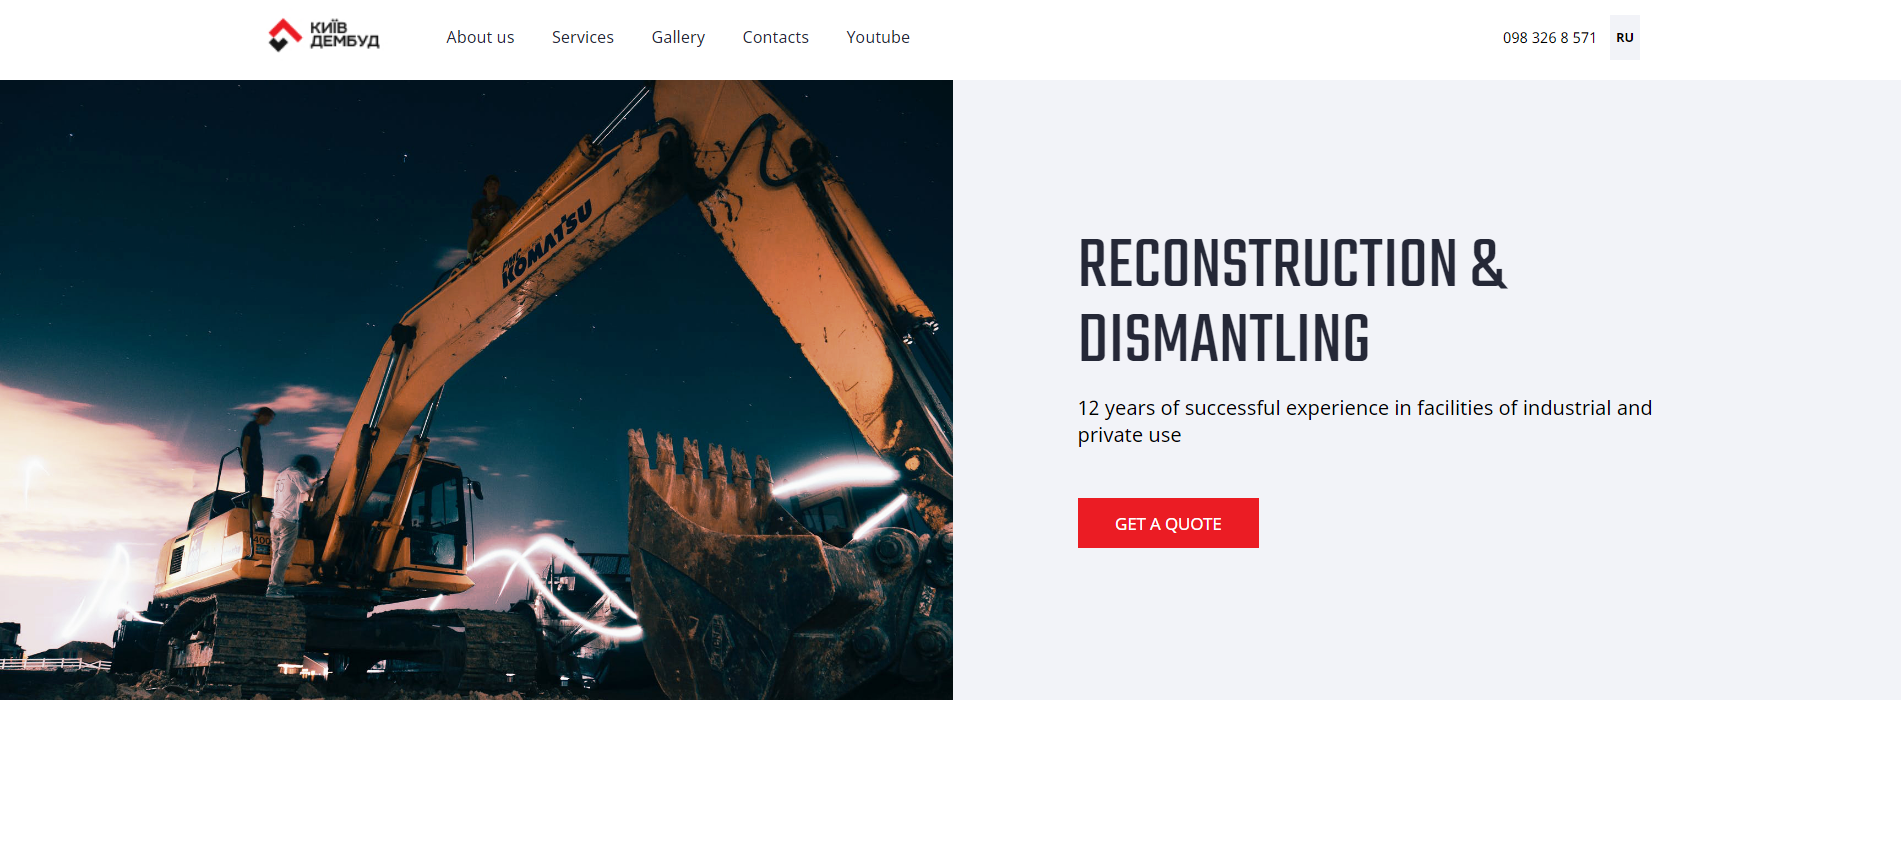 КИЇВ
ДЕМБУД
About us
Services
Gallery
Contacts
Youtube
098 326 8 571
RU
KOMATSU
400
RECONSTRUCTION &
DISMANTLING
12 years of successful experience in facilities of industrial and
private use
GET A QUOTE